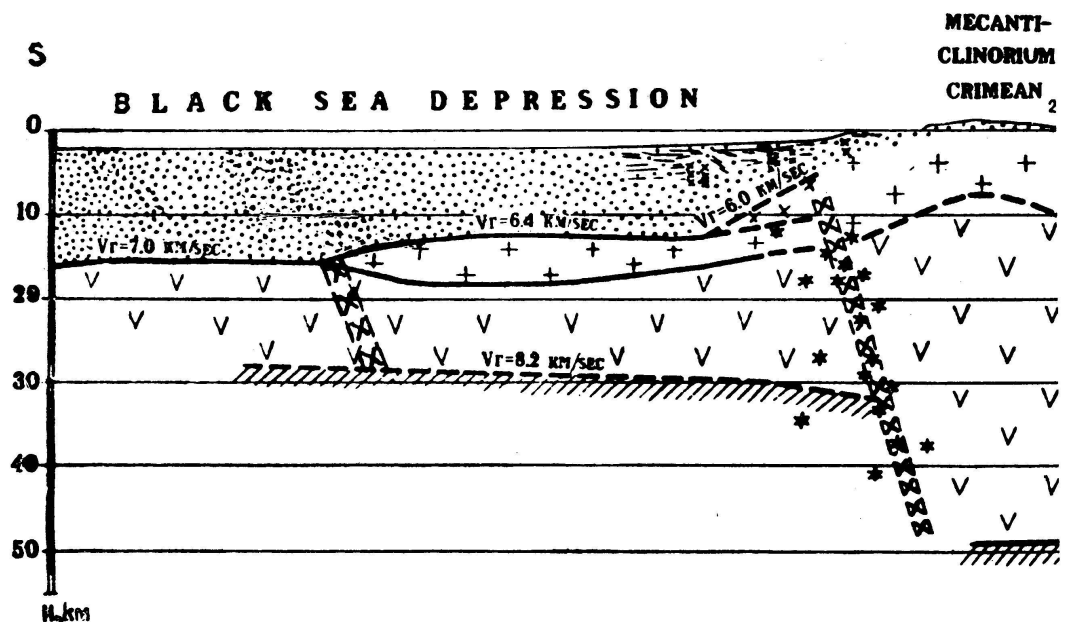 MECANTI-
CLINORIUM
CRIMEAN 2
S
BLACK SEA DEPRESSION
0
10
Vr=6.0 KM/SEC
Vr=6.4 KM/SEC
Vr=7.0 KM/SEC
20
Vr=8.2 KM/SEC
30
40
50
H, km